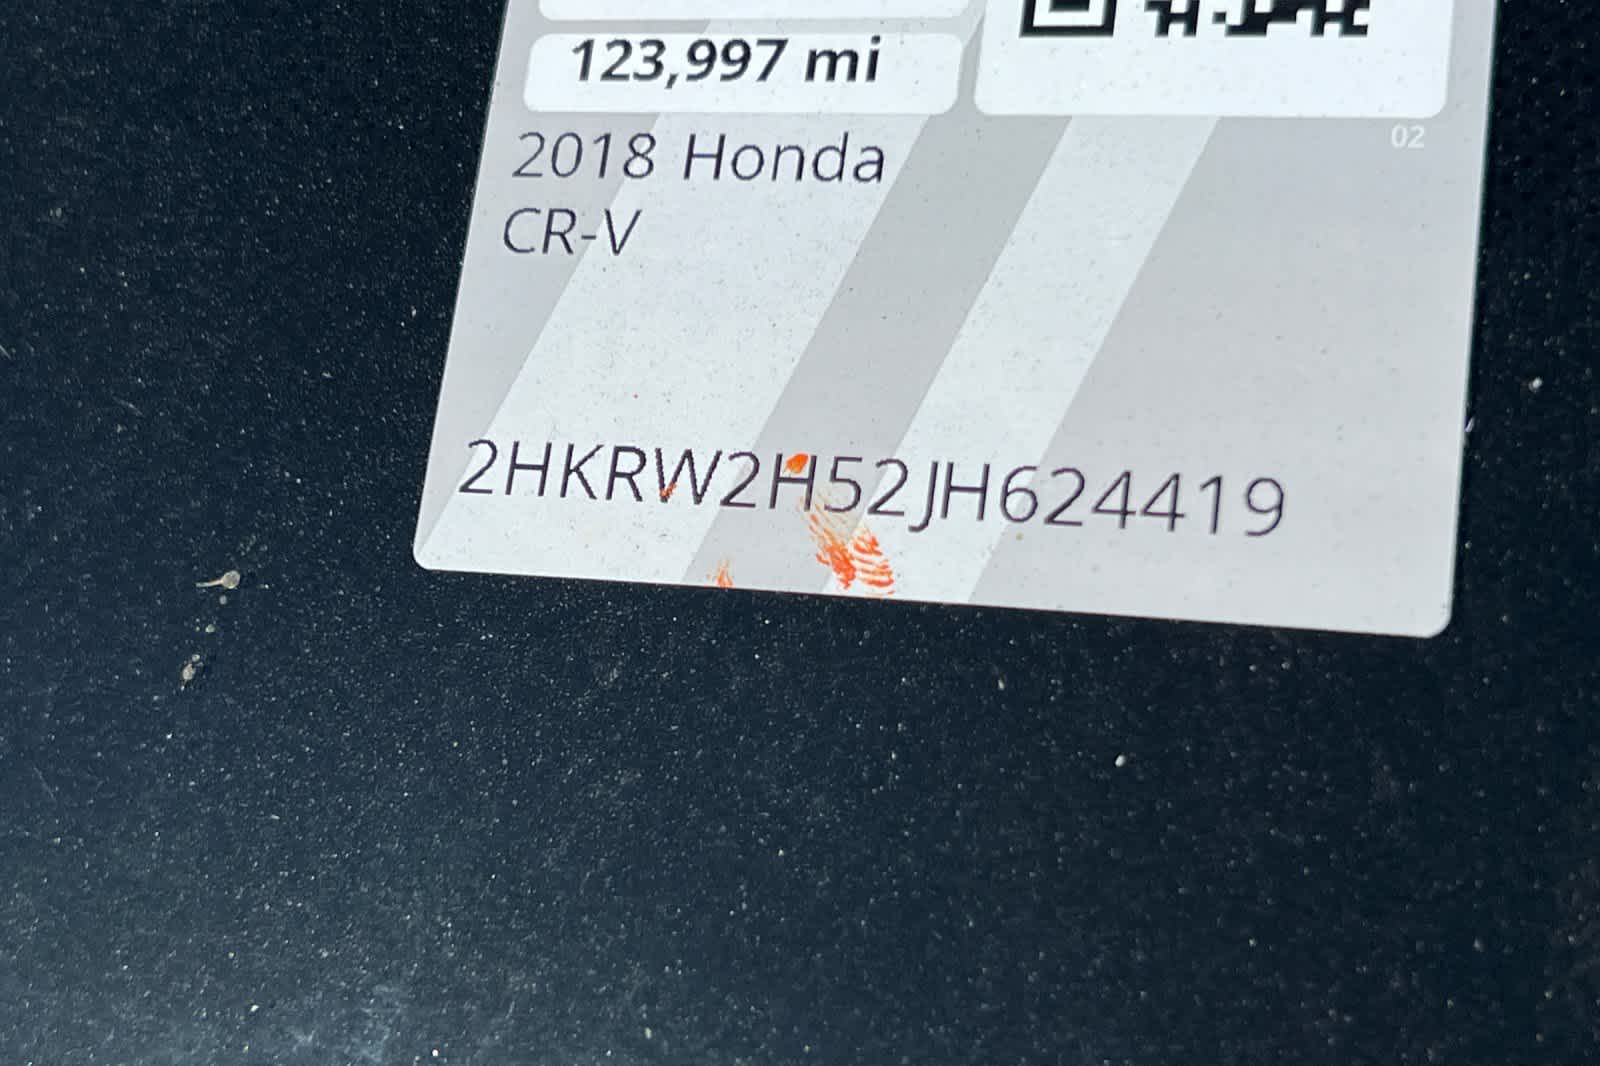 123,997 mi
02
2018 Honda
CR-V
2HKRW2H52JH624419